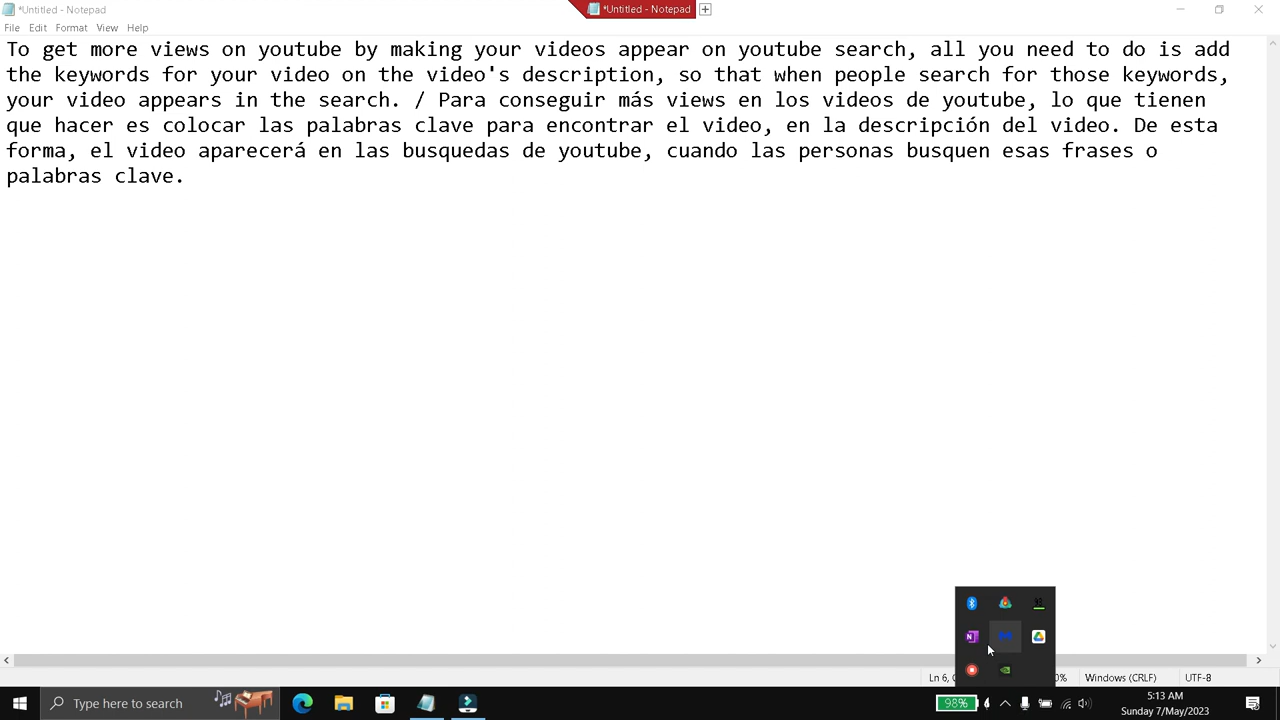 *Untitled - Notepad
*Untitled - Notepad
File Edit Format View Help
To get more views on youtube by making your videos appear on youtube search, all you need to do is add
the keywords for your video on the video's description, so that when people search for those keywords,
your video appears in the search. / Para conseguir más views en los videos de youtube, lo que tienen
que hacer es colocar las palabras clave para encontrar el video, en la descripción del video. De esta
forma, el video aparecerá en las busquedas de youtube, cuando las personas busquen esas frases o
palabras clave.
Ln 6, Windows (CRLF) UTF-8
Type here to search
98%
5:13 AM
Sunday 7/May/2023